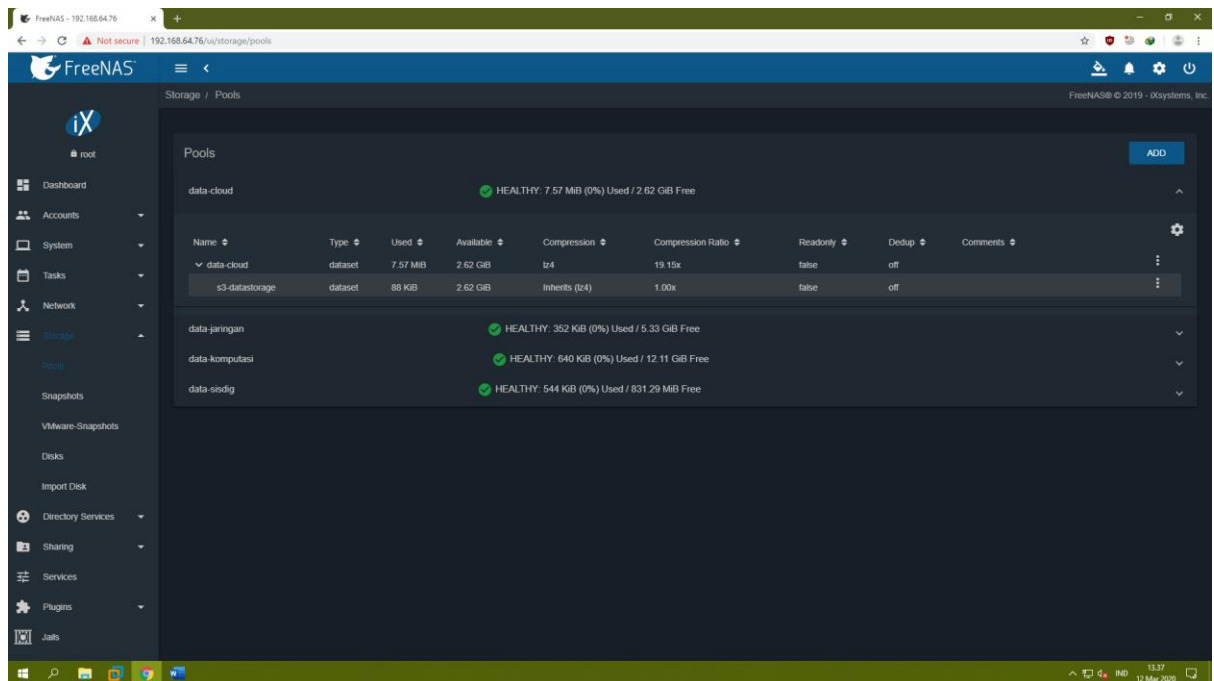 FreeNAS - 192.168.64.76
Not secure | 192.168.64.76/ui/storage/pools
FreeNAS
Storage / Pools
FreeNAS® © 2019 - iXsystems, Inc.
iX
root
Dashboard
Accounts
System
Tasks
Network
Storage
Pools
Snapshots
VMware-Snapshots
Disks
Import Disk
Directory Services
Sharing
Services
Plugins
Jails
Pools
ADD
data-cloud HEALTHY: 7.57 MiB (0%) Used / 2.62 GiB Free
Name Type Used Available Compression Compression Ratio Readonly Dedup Comments
data-cloud dataset 7.57 MiB 2.62 GiB lz4 19.15x false off
s3-datastorage dataset 88 KiB 2.62 GiB Inherits (lz4) 1.00x false off
data-jaringan HEALTHY: 352 KiB (0%) Used / 5.33 GiB Free
data-komputasi HEALTHY: 640 KiB (0%) Used / 12.11 GiB Free
data-sisdig HEALTHY: 544 KiB (0%) Used / 831.29 MiB Free
IND
13.37
12 Mar 2020